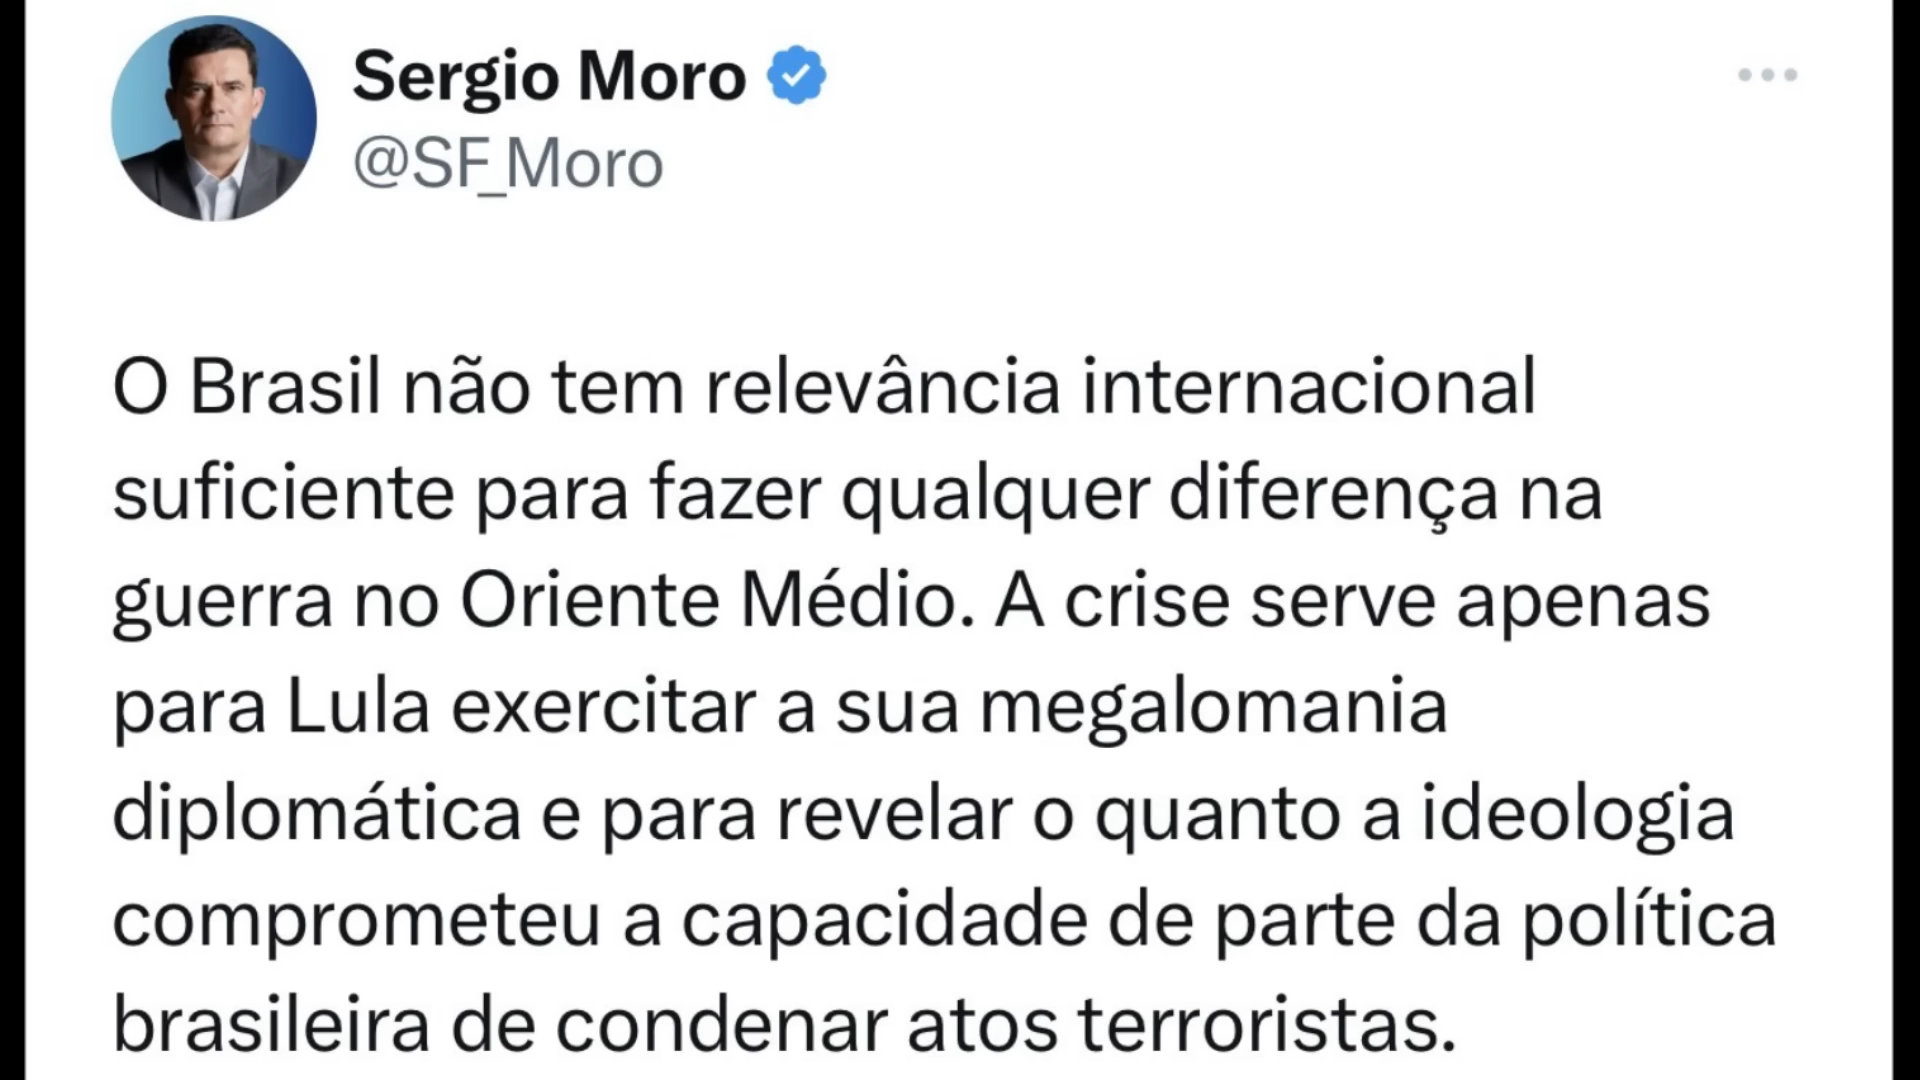 Sergio Moro
@SF_Moro
O Brasil não tem relevância internacional
suficiente para fazer qualquer diferença na
guerra no Oriente Médio. A crise serve apenas
para Lula exercitar a sua megalomania
diplomática e para revelar o quanto a ideologia
comprometeu a capacidade de parte da política
brasileira de condenar atos terroristas.